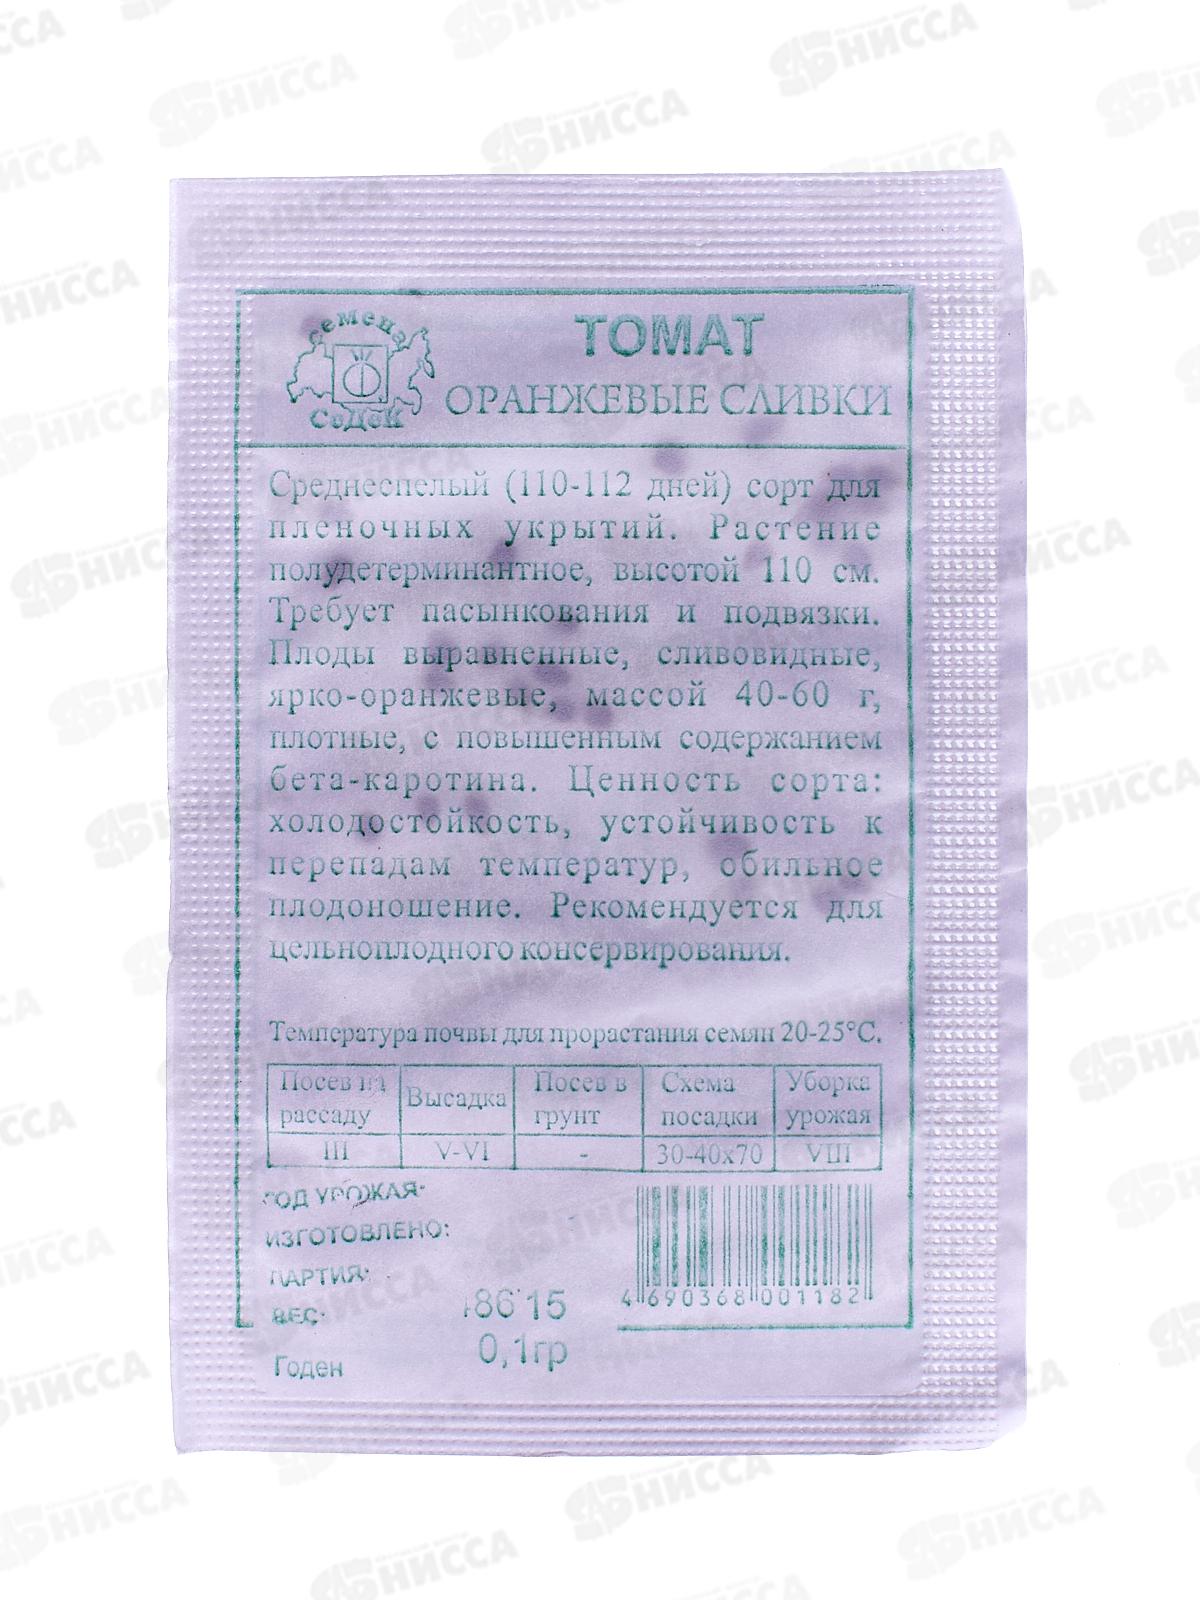 семена
СеДеК
ТОМАТ
ОРАНЖЕВЫЕ СЛИВКИ
Среднеспелый (110-112 дней) сорт для
пленочных укрытий. Растение
полудетерминантное, высотой 110 см.
Требует пасынкования и подвязки.
Плоды выравненные, сливовидные,
ярко-оранжевые, массой 40-60 г,
плотные, с повышенным содержанием
бета-каротина. Ценность сорта:
холодостойкость, устойчивость к
перепадам температур, обильное
плодоношение. Рекомендуется для
цельноплодного консервирования.
Температура почвы для прорастания семян 20-25°С.
Посев на рассаду Высадка Посев в грунт Схема посадки Уборка урожая
III V-VI - 30-40х70 VIII
ГОД УРОЖАЯ:
ИЗГОТОВЛЕНО:
ПАРТИЯ:
ВЕС:
Годен
0,1гр
4 690368 001182
НИССА